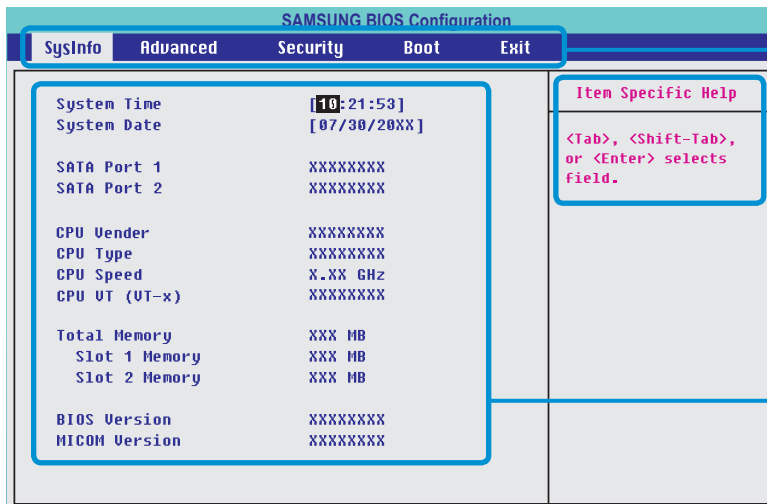 SAMSUNG BIOS Configuration
SysInfo Advanced Security Boot Exit
System Time [10:21:53]
System Date [07/30/20XX]
SATA Port 1 XXXXXXXX
SATA Port 2 XXXXXXXX
CPU Vender XXXXXXXX
CPU Type XXXXXXXX
CPU Speed X.XX GHz
CPU VT (VT-x) XXXXXXXX
Total Memory XXX MB
Slot 1 Memory XXX MB
Slot 2 Memory XXX MB
BIOS Version XXXXXXXX
MICOM Version XXXXXXXX
Item Specific Help
<Tab>, <Shift-Tab>,
or <Enter> selects
field.